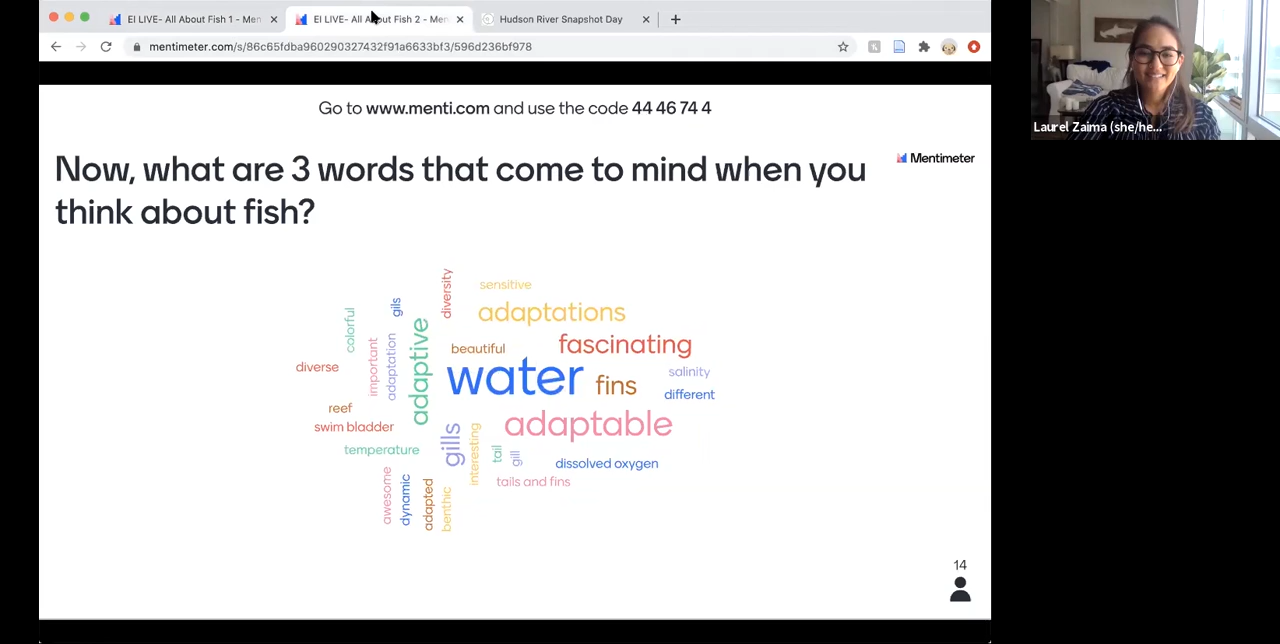 EI LIVE- All About Fish 1 - Men
EI LIVE- All About Fish 2 - Men
Hudson River Snapshot Day
mentimeter.com/s/86c65fdba960290327432f91a6633bf3/596d236bf978
Laurel Zaima (she/he...
Go to www.menti.com and use the code 44 46 74 4
Mentimeter
Now, what are 3 words that come to mind when you
think about fish?
diversity
sensitive
gils
colorful
adaptations
adaptive
important
adaptation
beautiful
fascinating
diverse
water
fins
salinity
different
reef
swim bladder
adaptable
temperature
gills
interesting
tail
gill
dissolved oxygen
tails and fins
awesome
dynamic
adapted
benthic
14